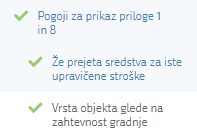 Pogoji za prikaz priloge 1
in 8
Že prejeta sredstva za iste
upravičene stroške
Vrsta objekta glede na
zahtevnost gradnje